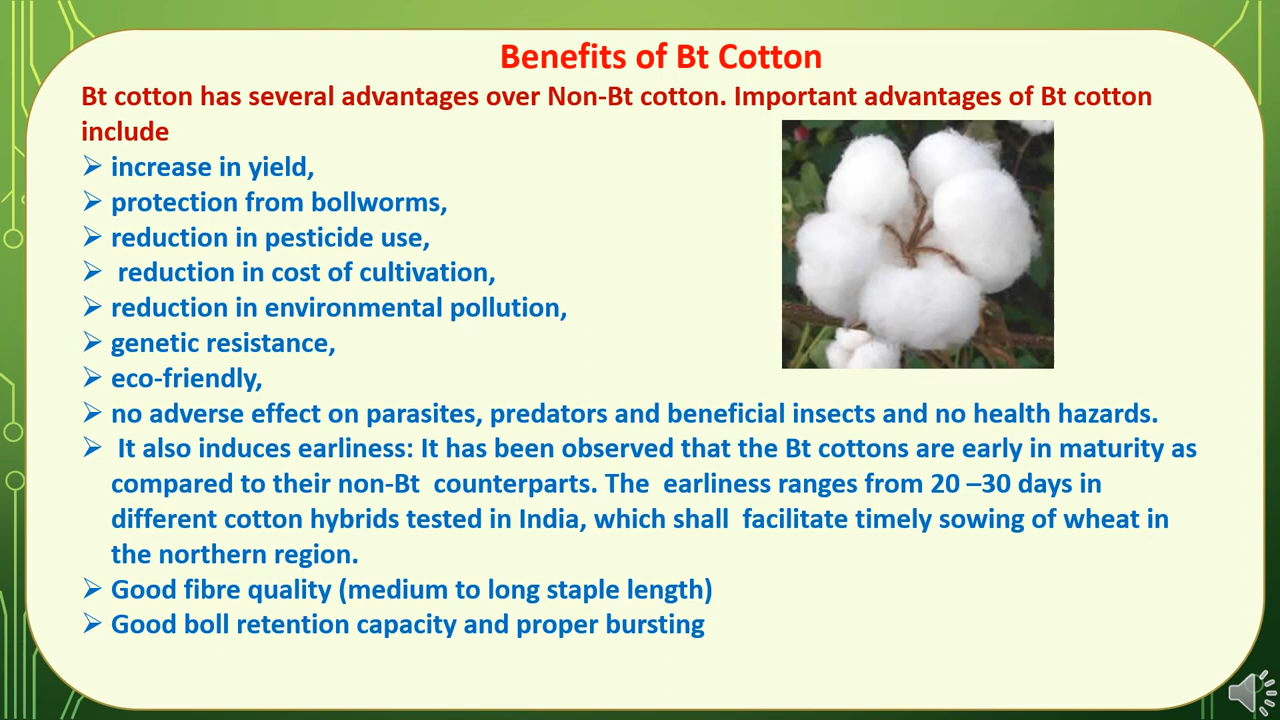 Benefits of Bt Cotton
Bt cotton has several advantages over Non-Bt cotton. Important advantages of Bt cotton
include
➢ increase in yield,
➢ protection from bollworms,
➢ reduction in pesticide use,
➢ reduction in cost of cultivation,
➢ reduction in environmental pollution,
➢ genetic resistance,
➢ eco-friendly,
➢ no adverse effect on parasites, predators and beneficial insects and no health hazards.
➢ It also induces earliness: It has been observed that the Bt cottons are early in maturity as
compared to their non-Bt counterparts. The earliness ranges from 20 –30 days in
different cotton hybrids tested in India, which shall facilitate timely sowing of wheat in
the northern region.
➢ Good fibre quality (medium to long staple length)
➢ Good boll retention capacity and proper bursting